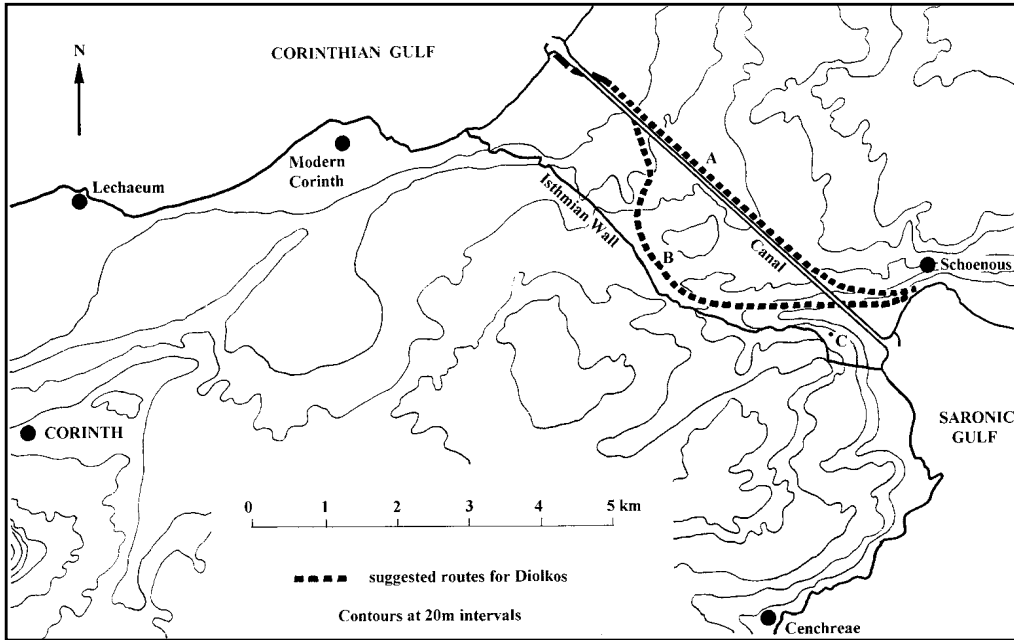 CORINTHIAN GULF
N
Modern
Corinth
Lechaeum
Isthmian Wall
A
B
Canal
Schoenous
C
CORINTH
SARONIC
GULF
0 1 2 3 4 5 km
suggested routes for Diolkos
Contours at 20m intervals
Cenchreae